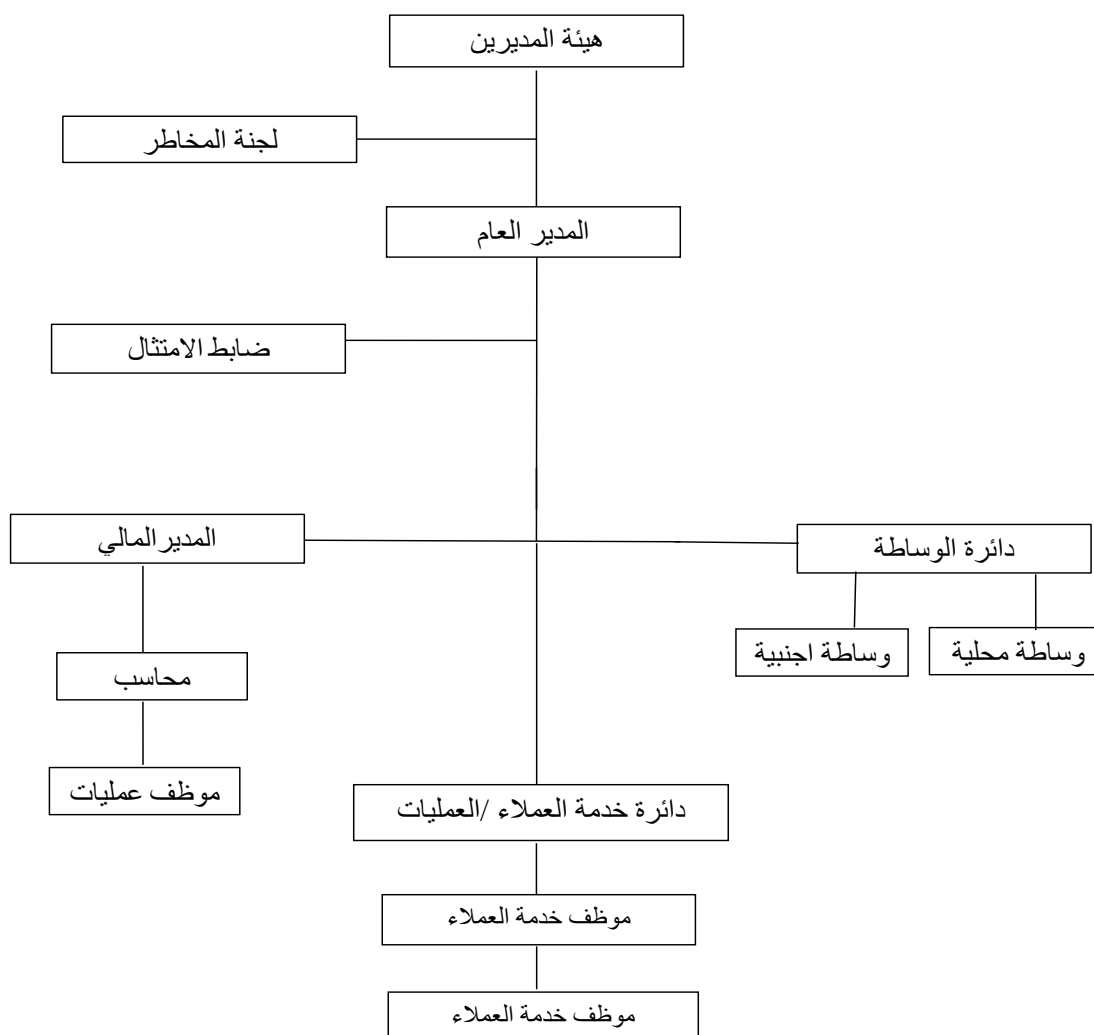 هيئة المديرين
لجنة المخاطر
المدير العام
ضابط الامتثال
المدير المالي
دائرة الوساطة
وساطة محلية
وساطة اجنبية
محاسب
موظف عمليات
دائرة خدمة العملاء /العمليات
موظف خدمة العملاء
موظف خدمة العملاء